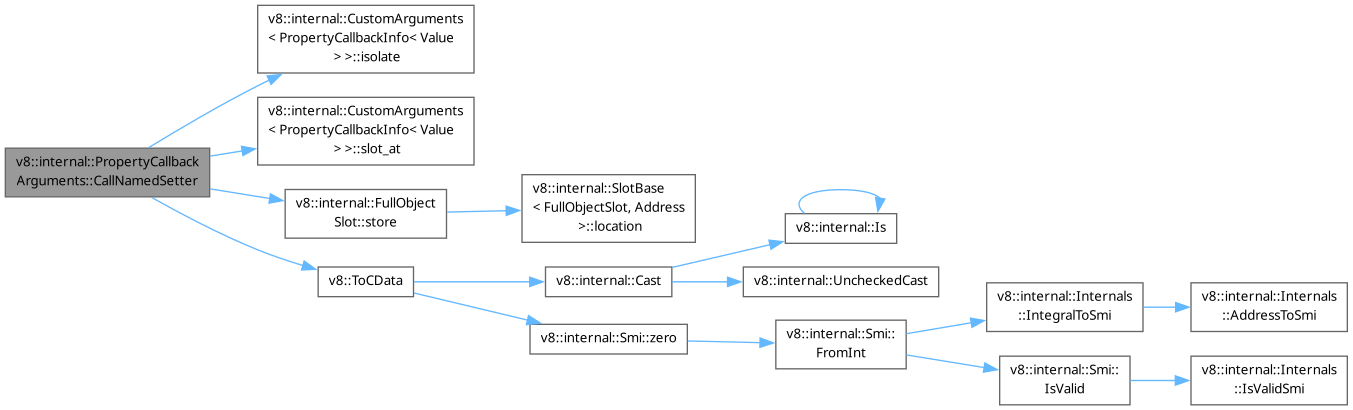 v8::internal::CustomArguments
< PropertyCallbackInfo< Value
> >::isolate
v8::internal::CustomArguments
< PropertyCallbackInfo< Value
> >::slot_at
v8::internal::PropertyCallback
Arguments::CallNamedSetter
v8::internal::FullObject
Slot::store
v8::internal::SlotBase
< FullObjectSlot, Address
>::location
v8::internal::Is
v8::ToCData
v8::internal::Cast
v8::internal::UncheckedCast
v8::internal::Smi::zero
v8::internal::Smi::
FromInt
v8::internal::Internals
::IntegralToSmi
v8::internal::Internals
::AddressToSmi
v8::internal::Smi::
IsValid
v8::internal::Internals
::IsValidSmi